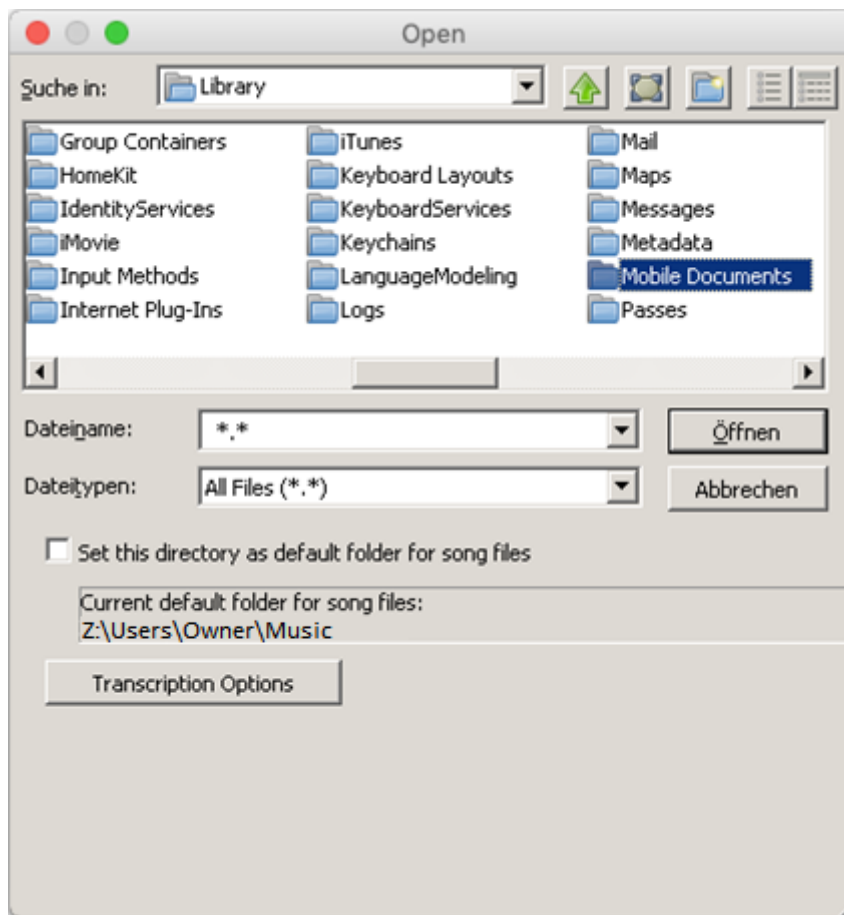 Open
Suche in: Library
Group Containers iTunes Mail
HomeKit Keyboard Layouts Maps
IdentityServices KeyboardServices Messages
iMovie Keychains Metadata
Input Methods LanguageModeling Mobile Documents
Internet Plug-Ins Logs Passes
Dateiname: *.* Öffnen
Dateitypen: All Files (*.*) Abbrechen
Set this directory as default folder for song files
Current default folder for song files:
Z:\Users\Owner\Music
Transcription Options